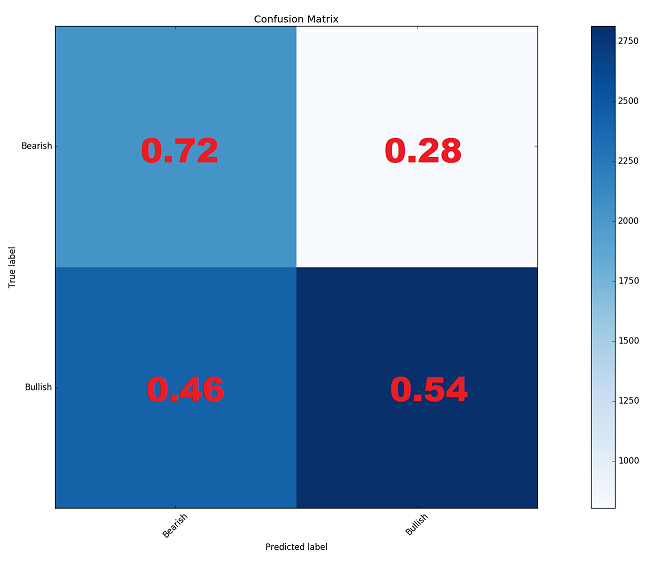 Confusion Matrix
True label
Bearish
0.72 0.28
Bullish
0.46 0.54
Bearish
Bullish
Predicted label
2750
2500
2250
2000
1750
1500
1250
1000